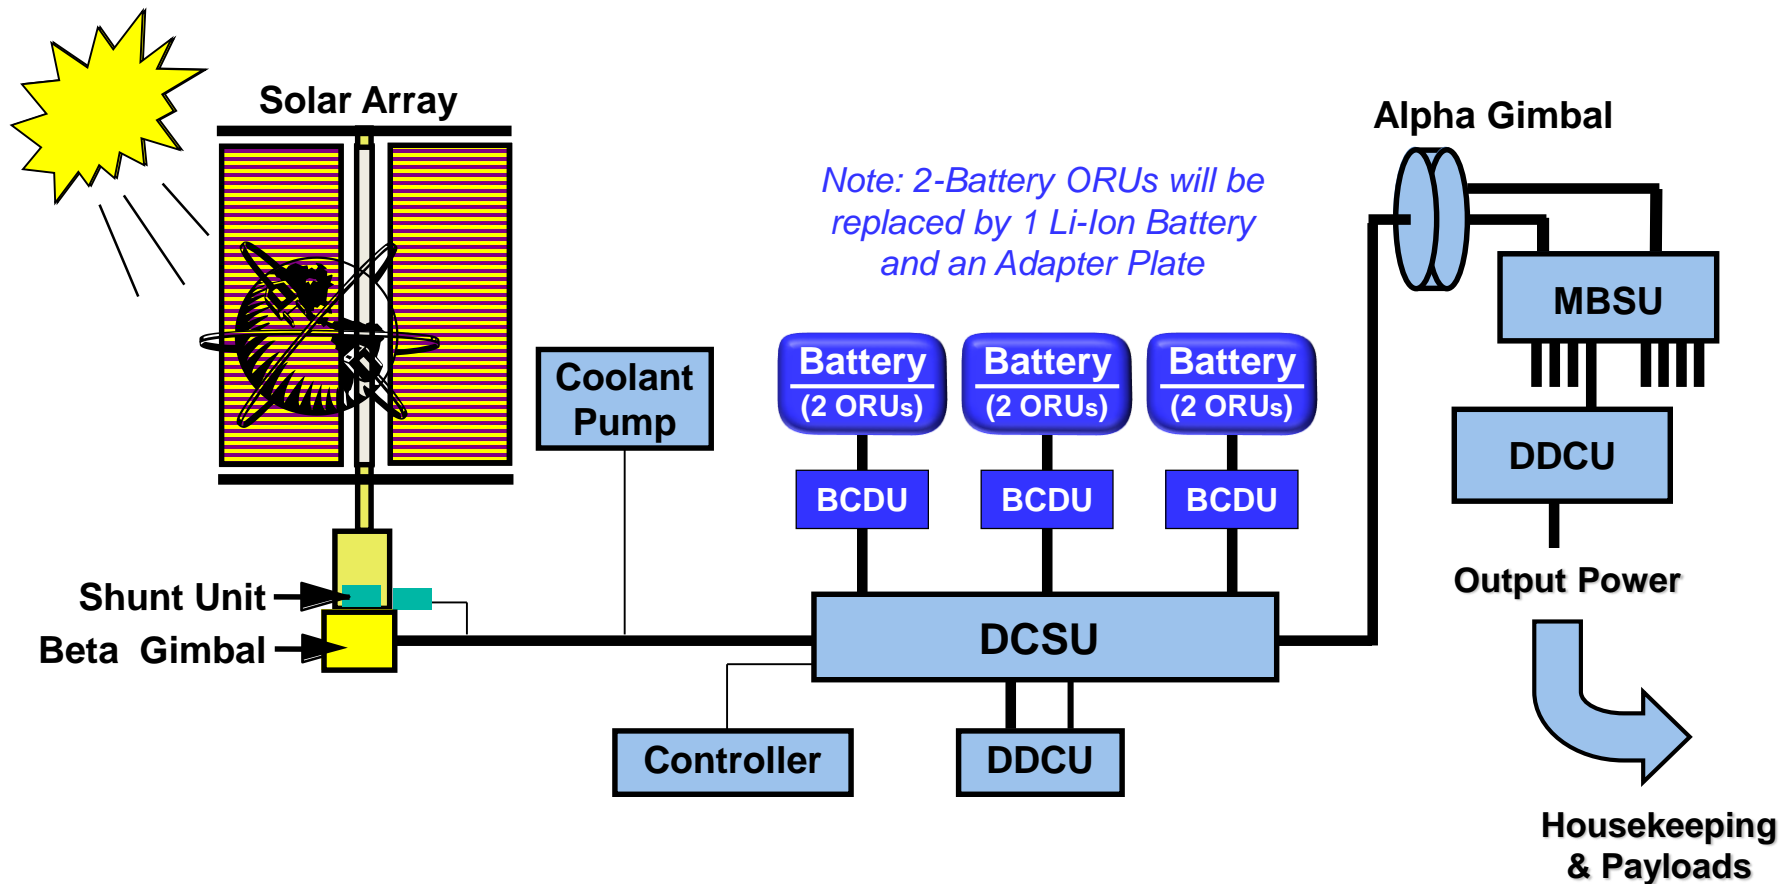 Solar Array
Alpha Gimbal
Note: 2-Battery ORUs will be
replaced by 1 Li-Ion Battery
and an Adapter Plate
MBSU
Coolant
Pump
Battery
(2 ORUs)
Battery
(2 ORUs)
Battery
(2 ORUs)
DDCU
BCDU
BCDU
BCDU
Shunt Unit
Output Power
Beta Gimbal
DCSU
Controller
DDCU
Housekeeping
& Payloads